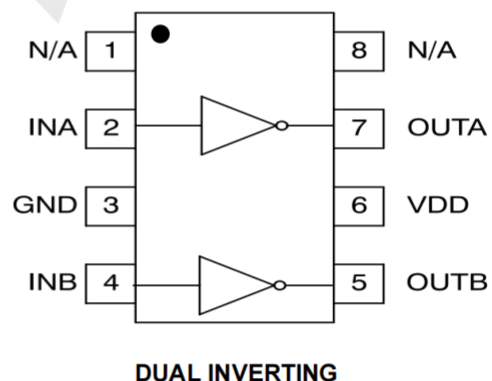 N/A 1 8 N/A
INA 2 7 OUTA
GND 3 6 VDD
INB 4 5 OUTB
DUAL INVERTING